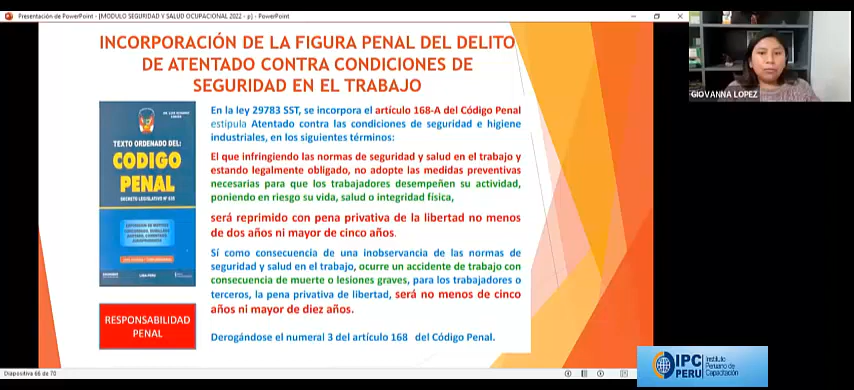 Presentación de PowerPoint - [MODULO SEGURIDAD Y SALUD OCUPACIONAL 2022 - p] - PowerPoint
INCORPORACIÓN DE LA FIGURA PENAL DEL DELITO
DE ATENTADO CONTRA CONDICIONES DE
SEGURIDAD EN EL TRABAJO
TEXTO ORDENADO DEL:
CODIGO
PENAL
DECRETO LEGISLATIVO Nº 635
En la ley 29783 SST, se incorpora el artículo 168-A del Código Penal
estipula Atentado contra las condiciones de seguridad e higiene
industriales, en los siguientes términos:
El que infringiendo las normas de seguridad y salud en el trabajo y
estando legalmente obligado, no adopte las medidas preventivas
necesarias para que los trabajadores desempeñen su actividad,
poniendo en riesgo su vida, salud o integridad física,
será reprimido con pena privativa de la libertad no menos
de dos años ni mayor de cinco años.
Sí como consecuencia de una inobservancia de las normas de
seguridad y salud en el trabajo, ocurre un accidente de trabajo con
consecuencia de muerte o lesiones graves, para los trabajadores o
terceros, la pena privativa de libertad, será no menos de cinco
años ni mayor de diez años.
Derogándose el numeral 3 del artículo 168 del Código Penal.
RESPONSABILIDAD
PENAL
Diapositiva 66 de 70
GIOVANNA LOPEZ
IPC
PERU
Instituto
Peruano de
Capacitación